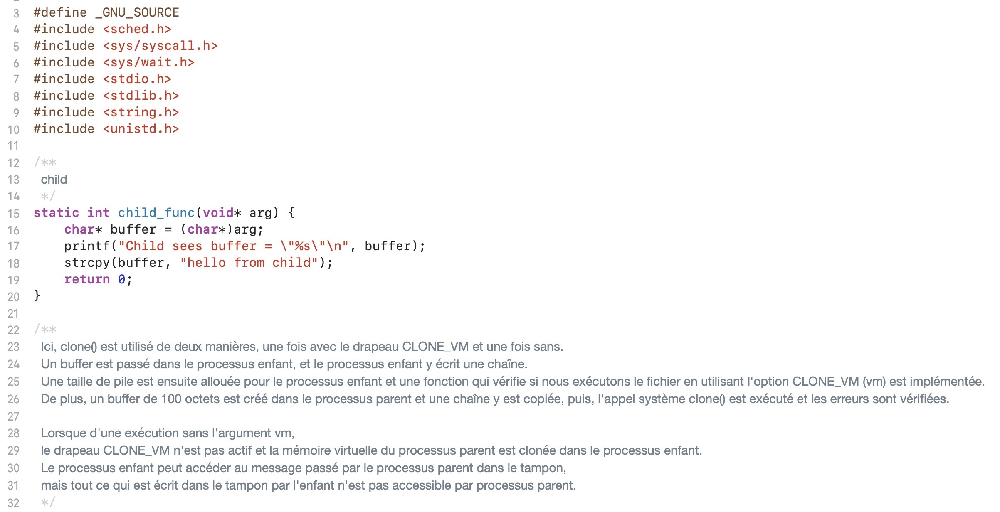 3 #define _GNU_SOURCE
4 #include <sched.h>
5 #include <sys/syscall.h>
6 #include <sys/wait.h>
7 #include <stdio.h>
8 #include <stdlib.h>
9 #include <string.h>
10 #include <unistd.h>
11
12 /**
13 child
14 */
15 static int child_func(void* arg) {
16 char* buffer = (char*)arg;
17 printf("Child sees buffer = \"%s\"\n", buffer);
18 strcpy(buffer, "hello from child");
19 return 0;
20 }
21
22 /**
23 Ici, clone() est utilisé de deux manières, une fois avec le drapeau CLONE_VM et une fois sans.
24 Un buffer est passé dans le processus enfant, et le processus enfant y écrit une chaîne.
25 Une taille de pile est ensuite allouée pour le processus enfant et une fonction qui vérifie si nous exécutons le fichier en utilisant l'option CLONE_VM (vm) est implémentée.
26 De plus, un buffer de 100 octets est créé dans le processus parent et une chaîne y est copiée, puis, l'appel système clone() est exécuté et les erreurs sont vérifiées.
27
28 Lorsque d'une exécution sans l'argument vm,
29 le drapeau CLONE_VM n'est pas actif et la mémoire virtuelle du processus parent est clonée dans le processus enfant.
30 Le processus enfant peut accéder au message passé par le processus parent dans le tampon,
31 mais tout ce qui est écrit dans le tampon par l'enfant n'est pas accessible par processus parent.
32 */